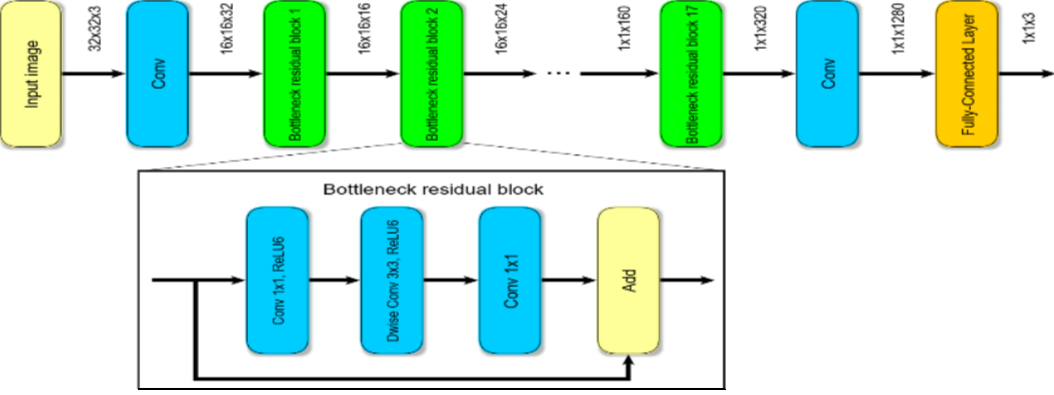 Input image
32x32x3
Conv
16x16x32
Bottleneck residual block 1
16x16x16
Bottleneck residual block 2
16x16x24
...
1x1x160
Bottleneck residual block 17
1x1x320
Conv
1x1x1280
Fully-Connected Layer
1x1x3
Bottleneck residual block
Conv 1x1, ReLU6
Dwise Conv 3x3, ReLU6
Conv 1x1
Add